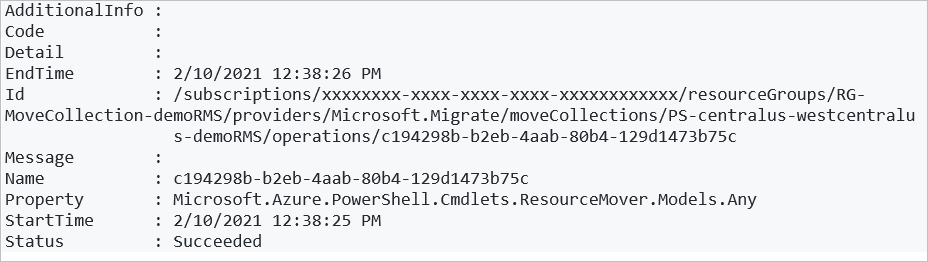 AdditionalInfo :
Code           :
Detail         :
EndTime        : 2/10/2021 12:38:26 PM
Id             : /subscriptions/xxxxxxxx-xxxx-xxxx-xxxx-xxxxxxxxxxxx/resourceGroups/RG-
MoveCollection-demoRMS/providers/Microsoft.Migrate/moveCollections/PS-centralus-westcentralu
                 s-demoRMS/operations/c194298b-b2eb-4aab-80b4-129d1473b75c
Message        :
Name           : c194298b-b2eb-4aab-80b4-129d1473b75c
Property       : Microsoft.Azure.PowerShell.Cmdlets.ResourceMover.Models.Any
StartTime      : 2/10/2021 12:38:25 PM
Status         : Succeeded